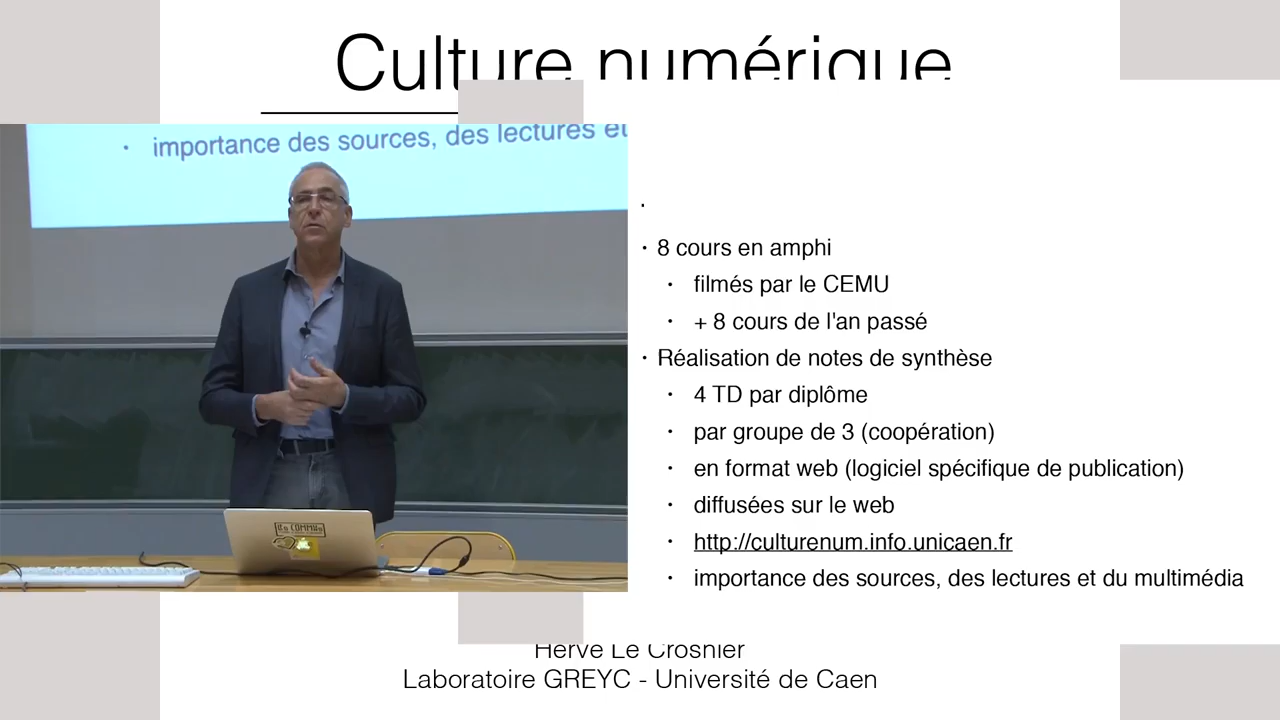 Culture numérique
importance des sources, des lectures et
8 cours en amphi
filmés par le CEMU
+ 8 cours de l'an passé
Réalisation de notes de synthèse
4 TD par diplôme
par groupe de 3 (coopération)
en format web (logiciel spécifique de publication)
diffusées sur le web
http://culturenum.info.unicaen.fr
importance des sources, des lectures et du multimédia
Hervé Le Crosnier
Laboratoire GREYC - Université de Caen